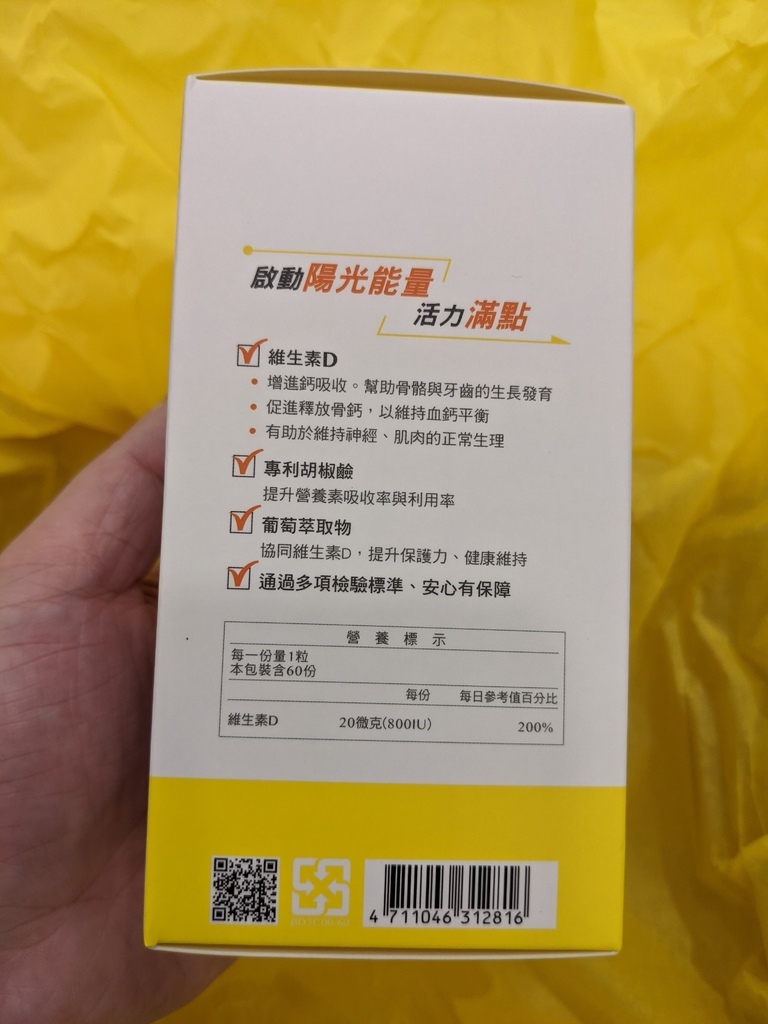 啟動陽光能量
活力滿點
維生素D
• 增進鈣吸收。幫助骨骼與牙齒的生長發育
• 促進釋放骨鈣，以維持血鈣平衡
• 有助於維持神經、肌肉的正常生理
專利胡椒鹼
提升營養素吸收率與利用率
葡萄萃取物
協同維生素D，提升保護力、健康維持
通過多項檢驗標準、安心有保障
營養標示
每一份量1粒
本包裝含60份
每份 每日參考值百分比
維生素D 20微克(800IU) 200%
4 711046 312816